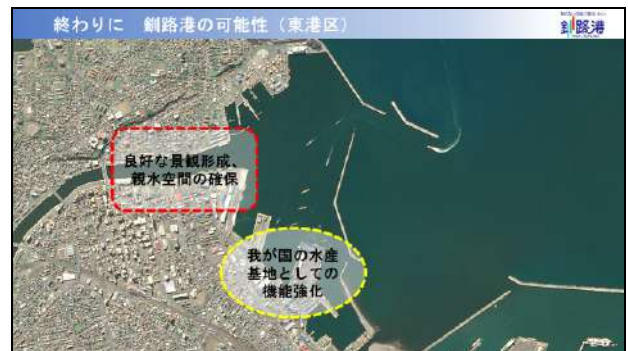 終わりに 釧路港の可能性（東港区）
釧路港
良好な景観形成、
親水空間の確保
我が国の水産
基地としての
機能強化